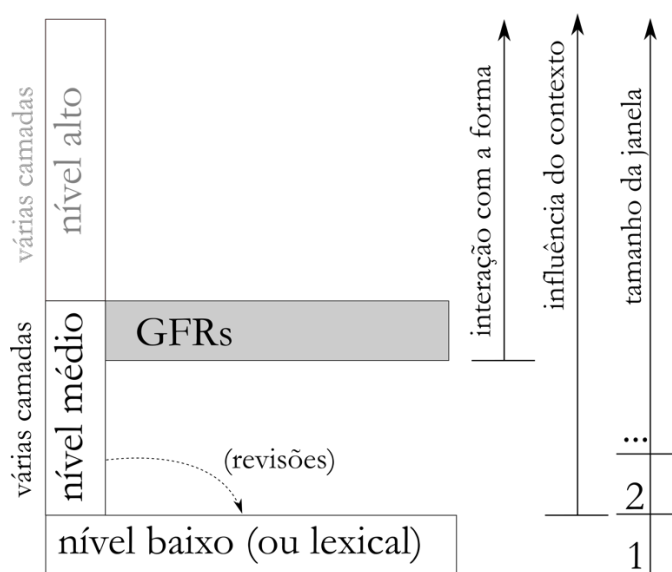 várias camadas
nível alto
várias camadas
nível médio
GFRs
(revisões)
nível baixo (ou lexical)
interação com a forma
influência do contexto
tamanho da janela
...
2
1